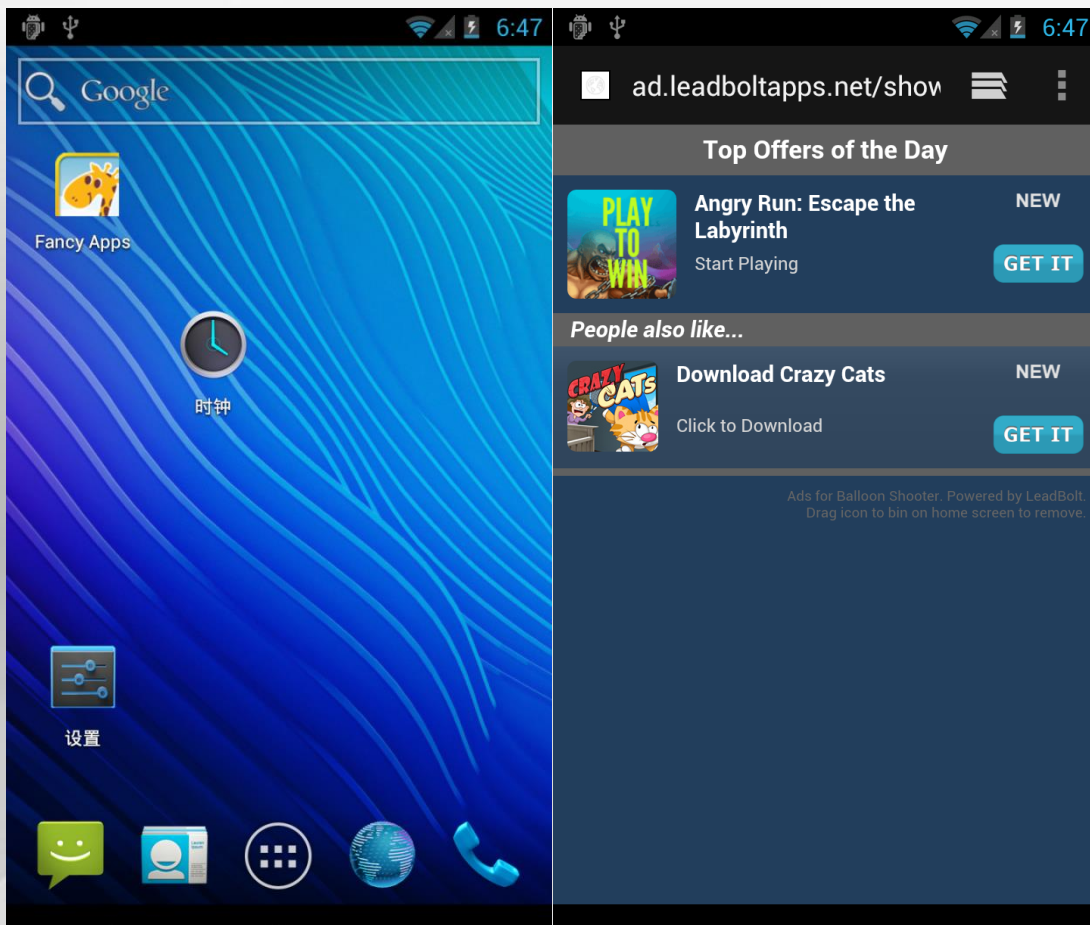 6:47
Google
Fancy Apps
时钟
设置
6:47
ad.leadboltapps.net/show
Top Offers of the Day
PLAY
TO
WIN
Angry Run: Escape the
Labyrinth
Start Playing
NEW
GET IT
People also like...
CRAZY
CATS
Download Crazy Cats
Click to Download
NEW
GET IT
Ads for Balloon Shooter. Powered by LeadBolt.
Drag icon to bin on home screen to remove.